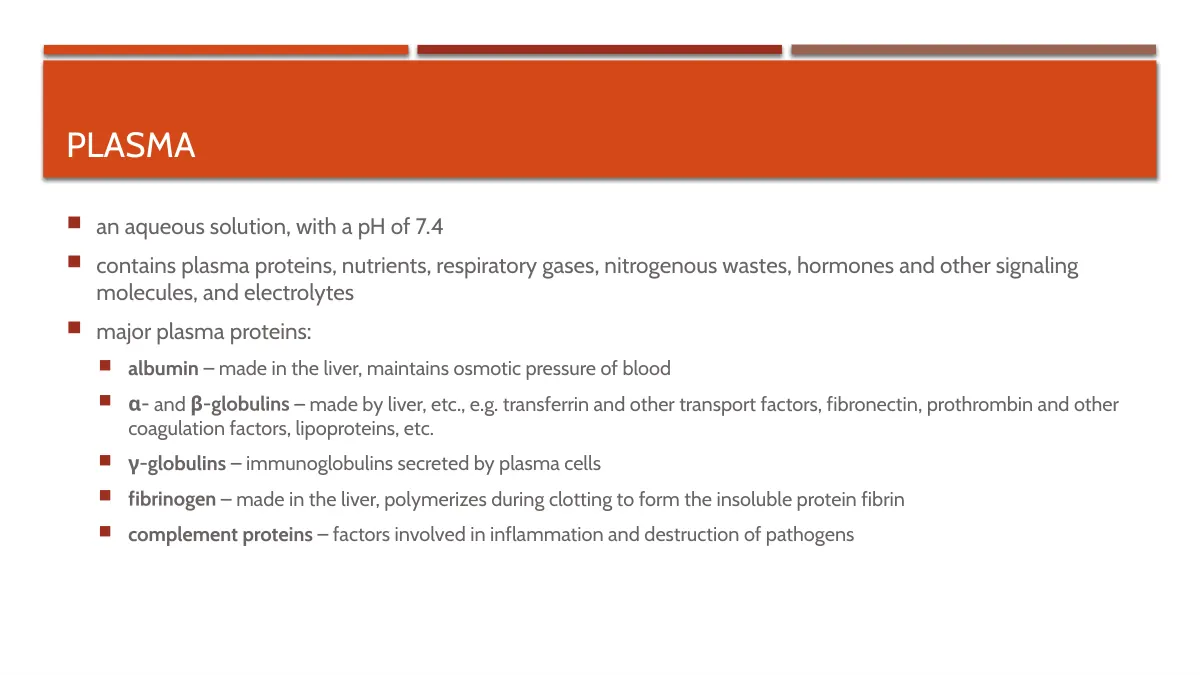 PLASMA
an aqueous solution, with a pH of 7.4
contains plasma proteins, nutrients, respiratory gases, nitrogenous wastes, hormones and other signaling
molecules, and electrolytes
major plasma proteins:
albumin – made in the liver, maintains osmotic pressure of blood
α- and β-globulins – made by liver, etc., e.g. transferrin and other transport factors, fibronectin, prothrombin and other
coagulation factors, lipoproteins, etc.
γ-globulins – immunoglobulins secreted by plasma cells
fibrinogen – made in the liver, polymerizes during clotting to form the insoluble protein fibrin
complement proteins – factors involved in inflammation and destruction of pathogens